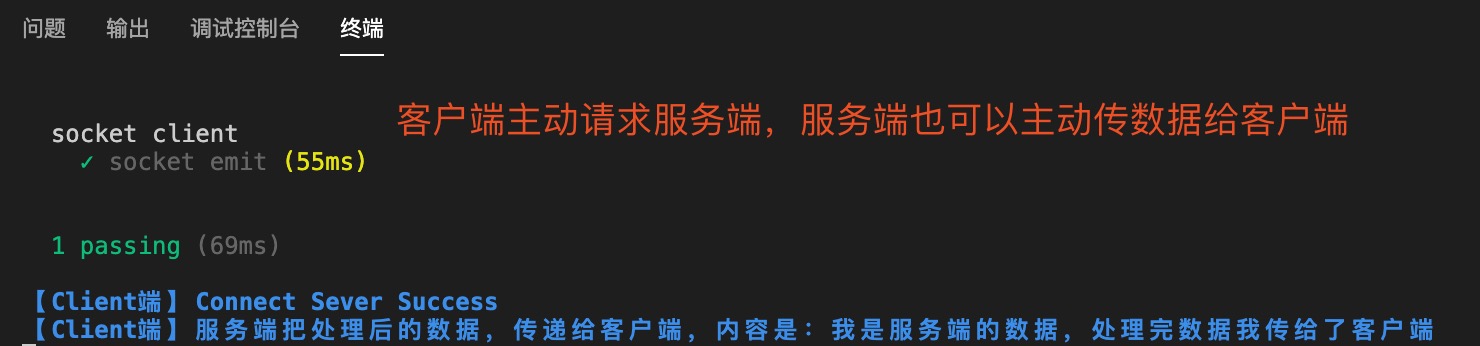 问题 输出 调试控制台 终端
客户端主动请求服务端，服务端也可以主动传数据给客户端
socket client
✓ socket emit (55ms)
1 passing (69ms)
【Client端】Connect Sever Success
【Client端】服务端把处理后的数据，传递给客户端，内容是：我是服务端的数据，处理完数据我传给了客户端